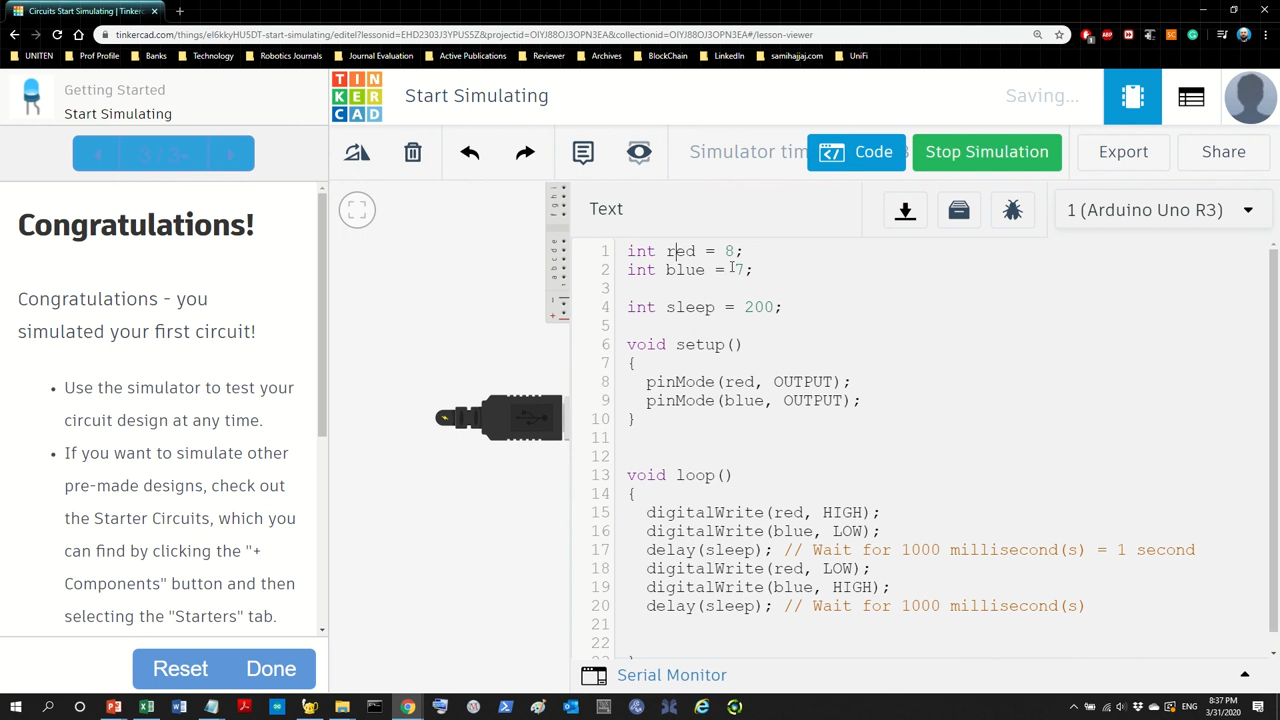 Circuits Start Simulating | Tinkerc
tinkercad.com/things/el6kkyHU5DT-start-simulating/editel?lessonid=EHD2303J3YPUS5Z&projectid=OIYJ88OJ3OPN3EA&collectionid=OIYJ88OJ3OPN3EA#/lesson-viewer
UNITEN Prof Profile Banks Technology Robotics Journals Journal Evaluation Active Publications Reviewer Archives BlockChain LinkedIn samihajjaj.com UniFi
Getting Started
Start Simulating
TINKERCAD
Start Simulating
Saving...
3 / 3
Simulator tim
Code
Stop Simulation
Export
Share
Congratulations!
Congratulations - you
simulated your first circuit!
• Use the simulator to test your
circuit design at any time.
• If you want to simulate other
pre-made designs, check out
the Starter Circuits, which you
can find by clicking the "+
Components" button and then
selecting the "Starters" tab.
Reset
Done
Text
1 (Arduino Uno R3)
1 int red = 8;
2 int blue = 7;
3
4 int sleep = 200;
5
6 void setup()
7 {
8 pinMode(red, OUTPUT);
9 pinMode(blue, OUTPUT);
10 }
11
12
13 void loop()
14 {
15 digitalWrite(red, HIGH);
16 digitalWrite(blue, LOW);
17 delay(sleep); // Wait for 1000 millisecond(s) = 1 second
18 digitalWrite(red, LOW);
19 digitalWrite(blue, HIGH);
20 delay(sleep); // Wait for 1000 millisecond(s)
21
22
Serial Monitor
8:37 PM
3/31/2020